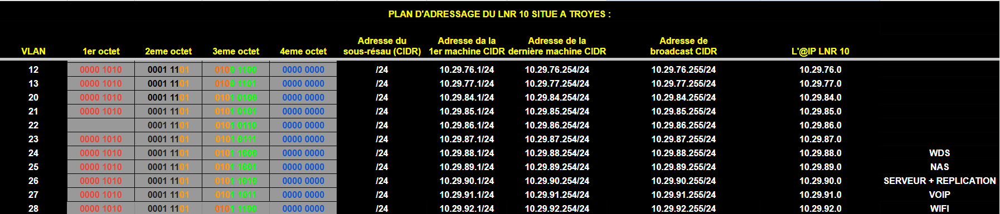 PLAN D'ADRESSAGE DU LNR 10 SITUE A TROYES :
VLAN 1er octet 2eme octet 3eme octet 4eme octet Adresse du sous-résau (CIDR) Adresse da la 1er machine CIDR Adresse de la dernière machine CIDR Adresse de broadcast CIDR L'@IP LNR 10
12 0000 1010 0001 1101 0100 1100 0000 0000 /24 10.29.76.1/24 10.29.76.254/24 10.29.76.255/24 10.29.76.0
13 0000 1010 0001 1101 0100 1101 0000 0000 /24 10.29.77.1/24 10.29.77.254/24 10.29.77.255/24 10.29.77.0
20 0000 1010 0001 1101 0101 0100 0000 0000 /24 10.29.84.1/24 10.29.84.254/24 10.29.84.255/24 10.29.84.0
21 0000 1010 0001 1101 0101 0101 0000 0000 /24 10.29.85.1/24 10.29.85.254/24 10.29.85.255/24 10.29.85.0
22 0001 1101 0101 0110 0000 0000 /24 10.29.86.1/24 10.29.86.254/24 10.29.86.255/24 10.29.86.0
23 0000 1010 0001 1101 0101 0111 0000 0000 /24 10.29.87.1/24 10.29.87.254/24 10.29.87.255/24 10.29.87.0
24 0000 1010 0001 1101 0101 1000 0000 0000 /24 10.29.88.1/24 10.29.88.254/24 10.29.88.255/24 10.29.88.0 WDS
25 0000 1010 0001 1101 0101 1001 0000 0000 /24 10.29.89.1/24 10.29.89.254/24 10.29.89.255/24 10.29.89.0 NAS
26 0000 1010 0001 1101 0101 1010 0000 0000 /24 10.29.90.1/24 10.29.90.254/24 10.29.90.255/24 10.29.90.0 SERVEUR + REPLICATION
27 0000 1010 0001 1101 0101 1011 0000 0000 /24 10.29.91.1/24 10.29.91.254/24 10.29.91.255/24 10.29.91.0 VOIP
28 0000 1010 0001 1101 0101 1100 0000 0000 /24 10.29.92.1/24 10.29.92.254/24 10.29.92.255/24 10.29.92.0 WIFI